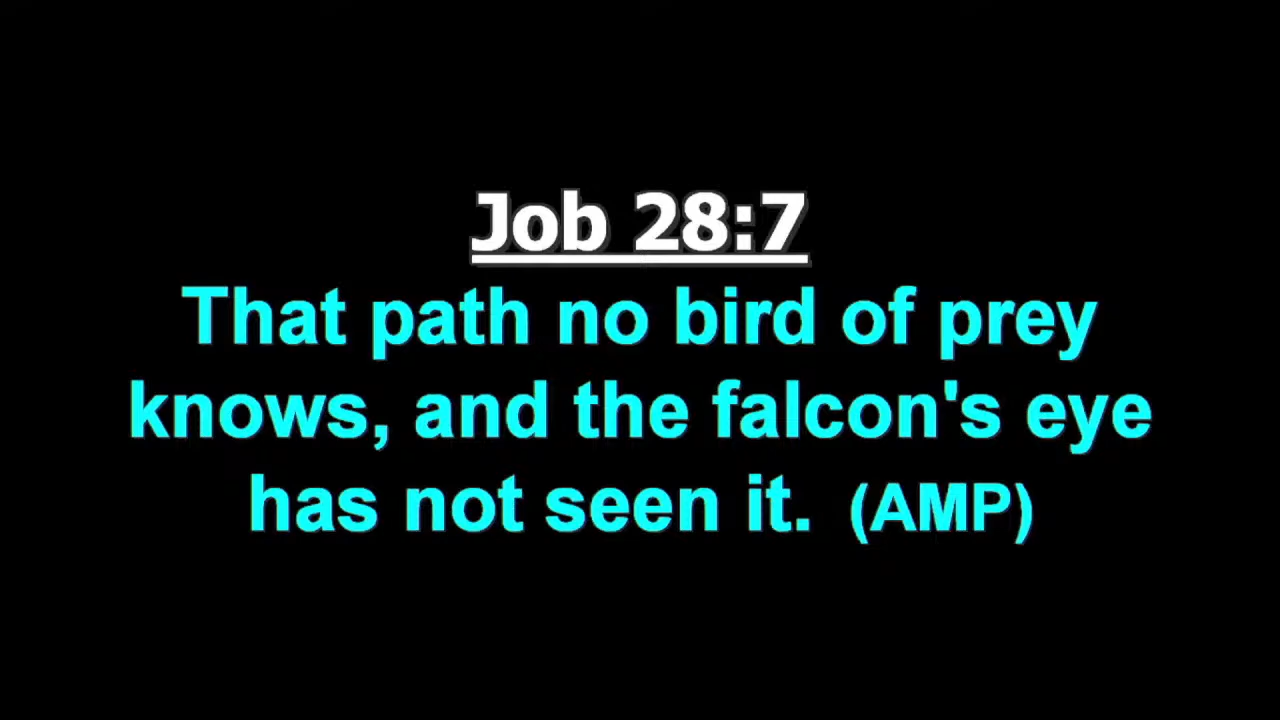 Job 28:7
That path no bird of prey
knows, and the falcon's eye
has not seen it. (AMP)